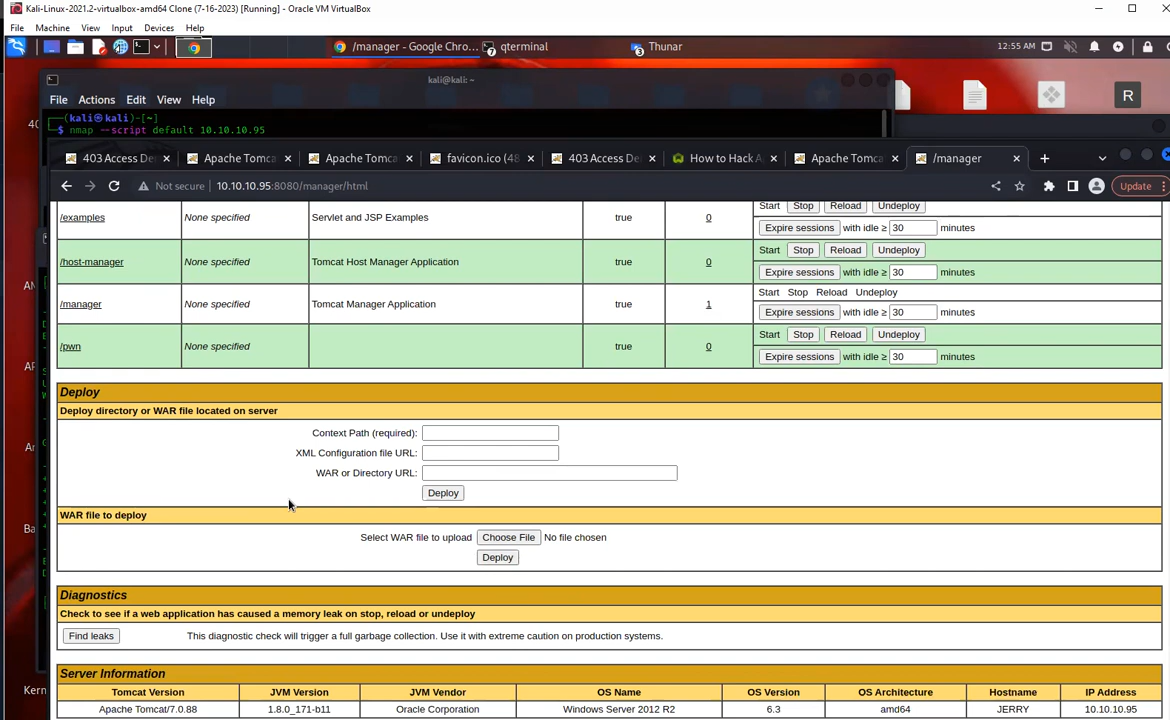 Kali-Linux-2021.2-virtualbox-amd64 Clone (7-16-2023) [Running] - Oracle VM VirtualBox
File Machine View Input Devices Help
/manager - Google Chro... 7 qterminal 3 Thunar 12:55 AM
kali@kali: ~
File Actions Edit View Help
R
(kali㉿kali)-[~]
$ nmap --script default 10.10.10.95
403 Access De Apache Tomca Apache Tomca favicon.ico (48 403 Access De How to Hack A Apache Tomca /manager
Not secure 10.10.10.95:8080/manager/html Update
/examples None specified Servlet and JSP Examples true 0 Start Stop Reload Undeploy
Expire sessions with idle ≥ 30 minutes
/host-manager None specified Tomcat Host Manager Application true 0 Start Stop Reload Undeploy
Expire sessions with idle ≥ 30 minutes
/manager None specified Tomcat Manager Application true 1 Start Stop Reload Undeploy
Expire sessions with idle ≥ 30 minutes
/pwn None specified true 0 Start Stop Reload Undeploy
Expire sessions with idle ≥ 30 minutes
Deploy
Deploy directory or WAR file located on server
Context Path (required):
XML Configuration file URL:
WAR or Directory URL:
Deploy
WAR file to deploy
Select WAR file to upload Choose File No file chosen
Deploy
Diagnostics
Check to see if a web application has caused a memory leak on stop, reload or undeploy
Find leaks This diagnostic check will trigger a full garbage collection. Use it with extreme caution on production systems.
Server Information
Tomcat Version JVM Version JVM Vendor OS Name OS Version OS Architecture Hostname IP Address
Apache Tomcat/7.0.88 1.8.0_171-b11 Oracle Corporation Windows Server 2012 R2 6.3 amd64 JERRY 10.10.10.95